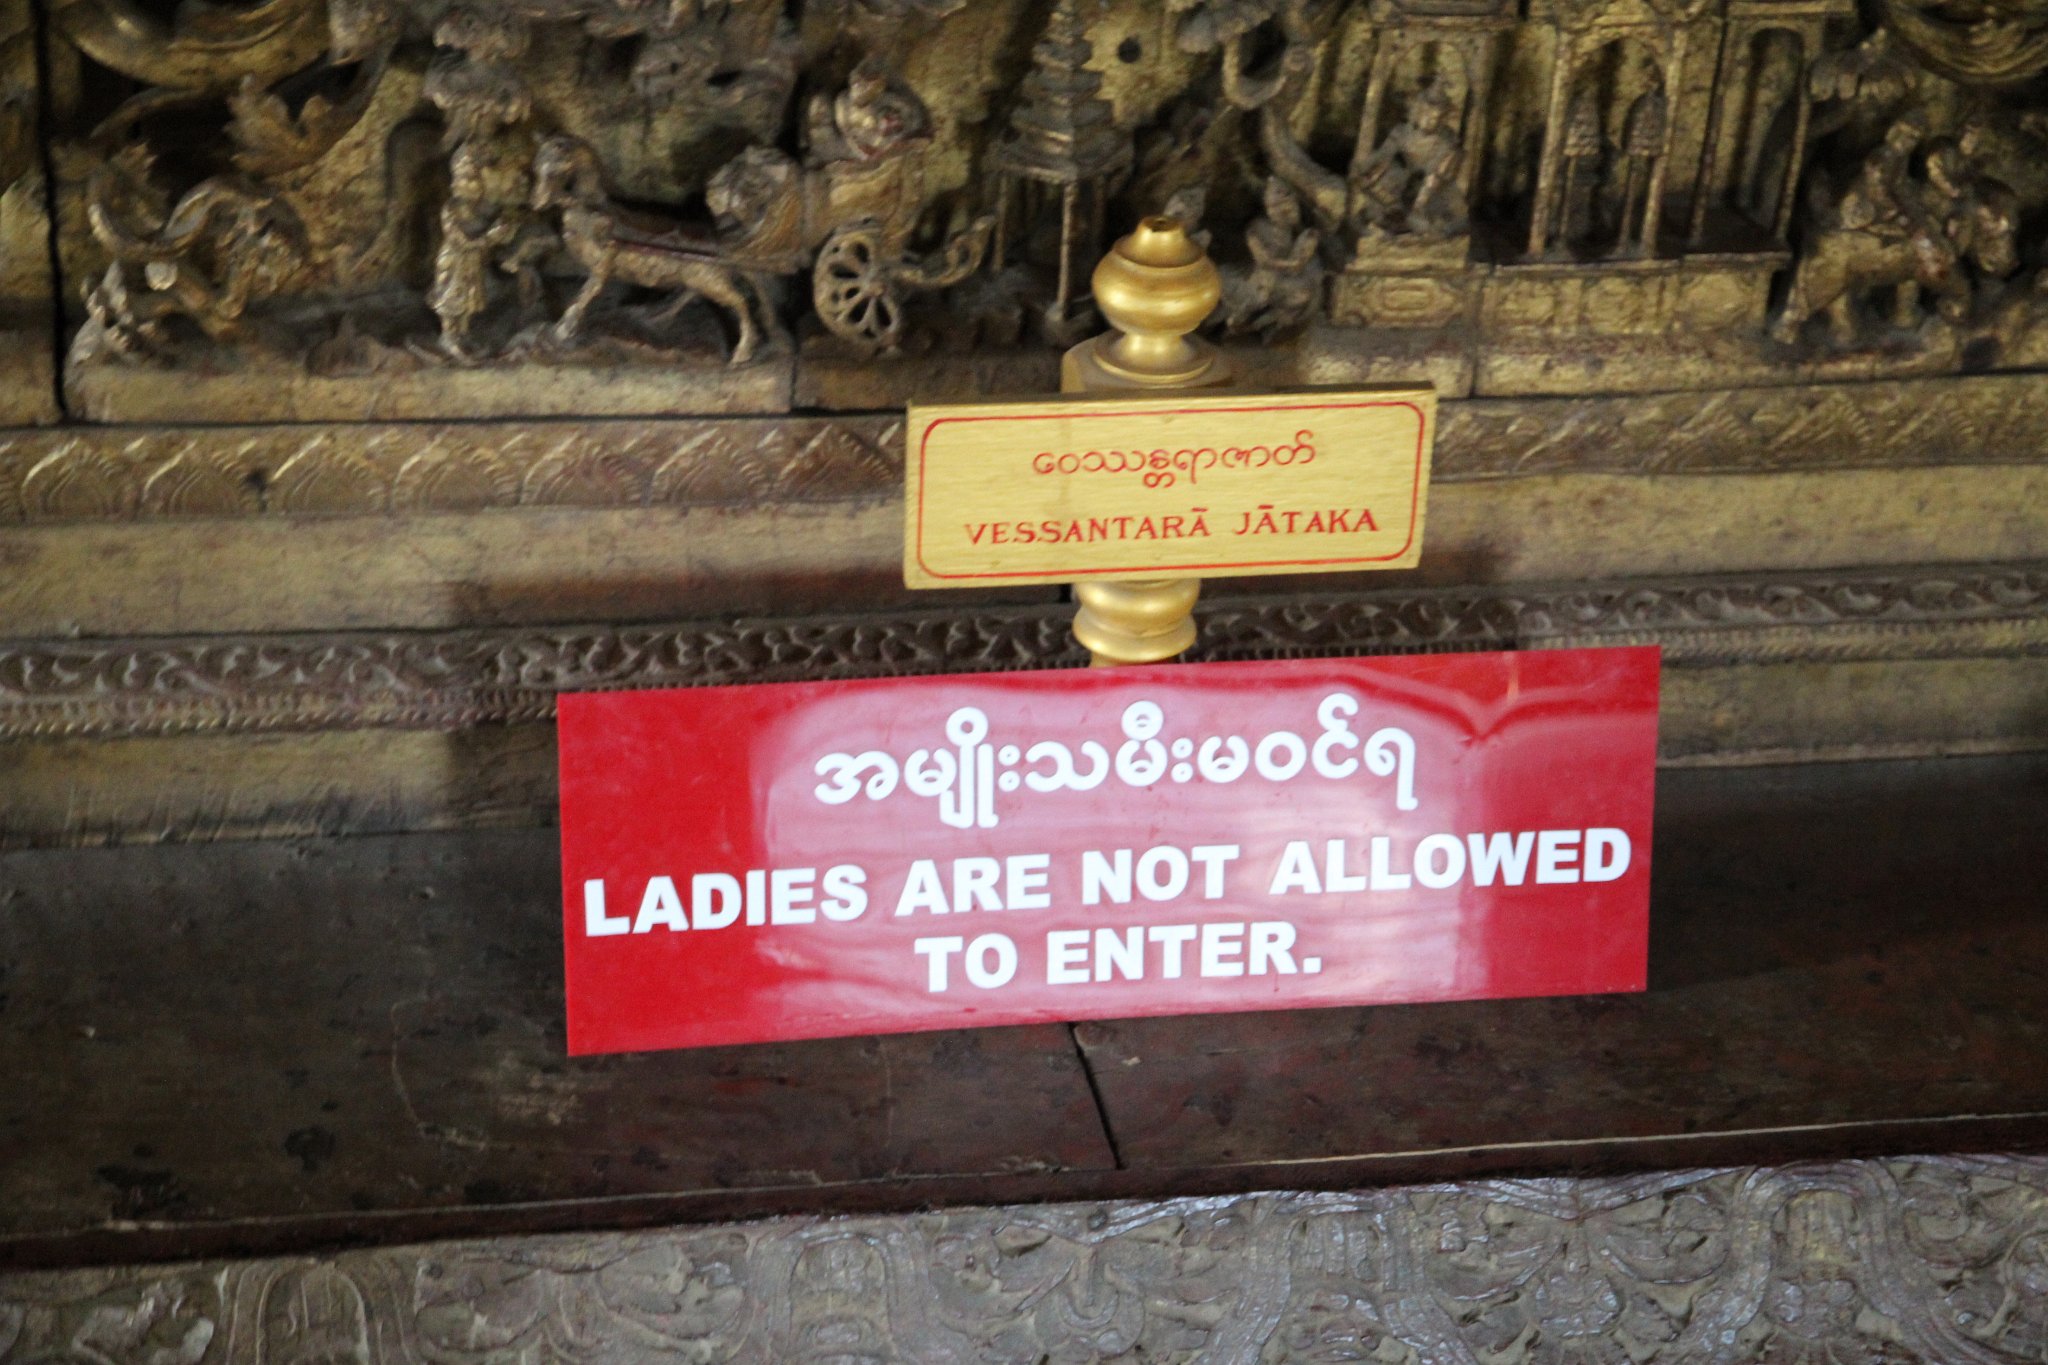 ဝေဿန္တရာဇာတ်
VESSANTARĀ JĀTAKA
အမျိုးသမီးမဝင်ရ
LADIES ARE NOT ALLOWED
TO ENTER.